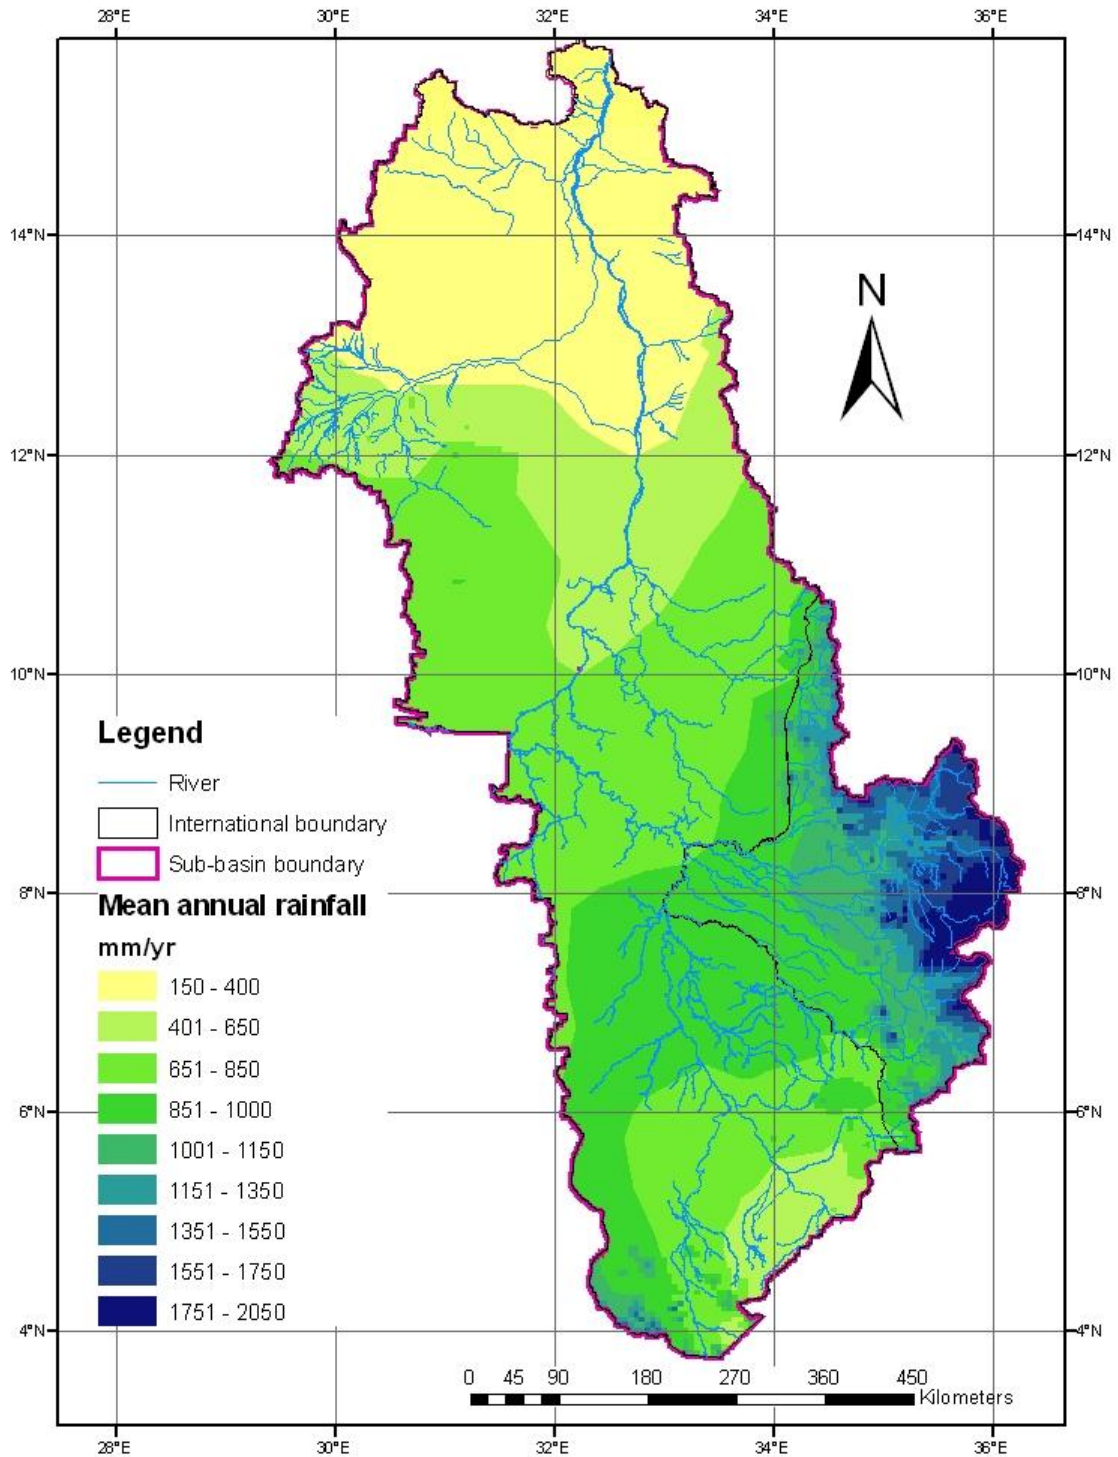 28°E 30°E 32°E 34°E 36°E
14°N 14°N
N
12°N 12°N
10°N 10°N
Legend
River
International boundary
Sub-basin boundary
8°N 8°N
Mean annual rainfall
mm/yr
150 - 400
401 - 650
651 - 850
851 - 1000
6°N 6°N
1001 - 1150
1151 - 1350
1351 - 1550
1551 - 1750
1751 - 2050
4°N 4°N
0 45 90 180 270 360 450
Kilometers
28°E 30°E 32°E 34°E 36°E